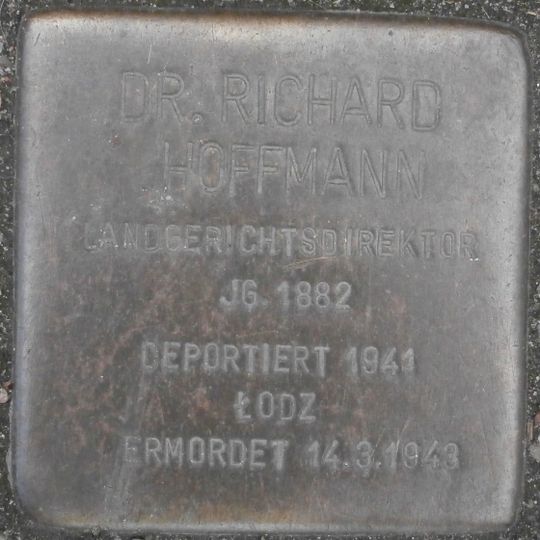 DR. RICHARD
HOFFMANN
LANDGERICHTSDIREKTOR
JG. 1882
DEPORTIERT 1941
ŁODZ
ERMORDET 14.3.1943